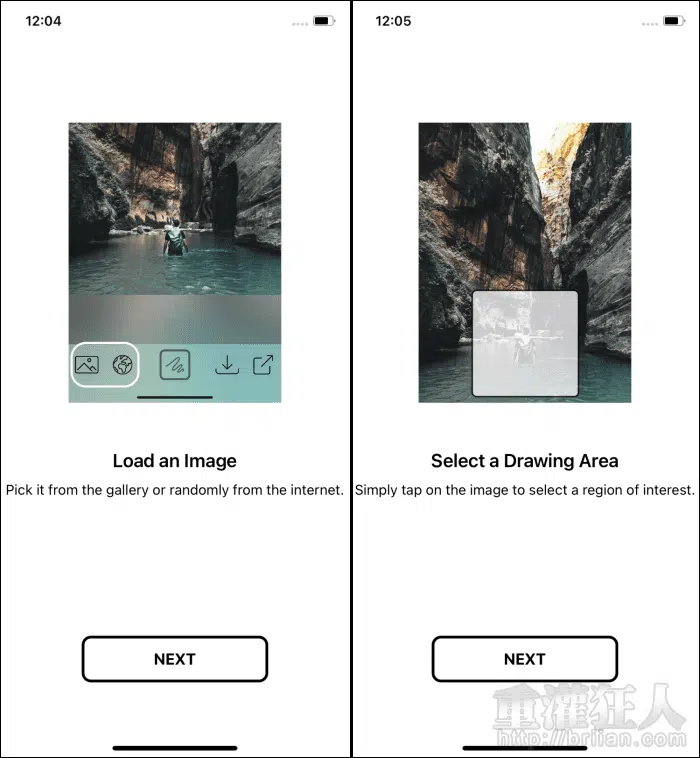 12:04
Load an Image
Pick it from the gallery or randomly from the internet.
NEXT
12:05
Select a Drawing Area
Simply tap on the image to select a region of interest.
NEXT
重灌狂人
http://briian.com